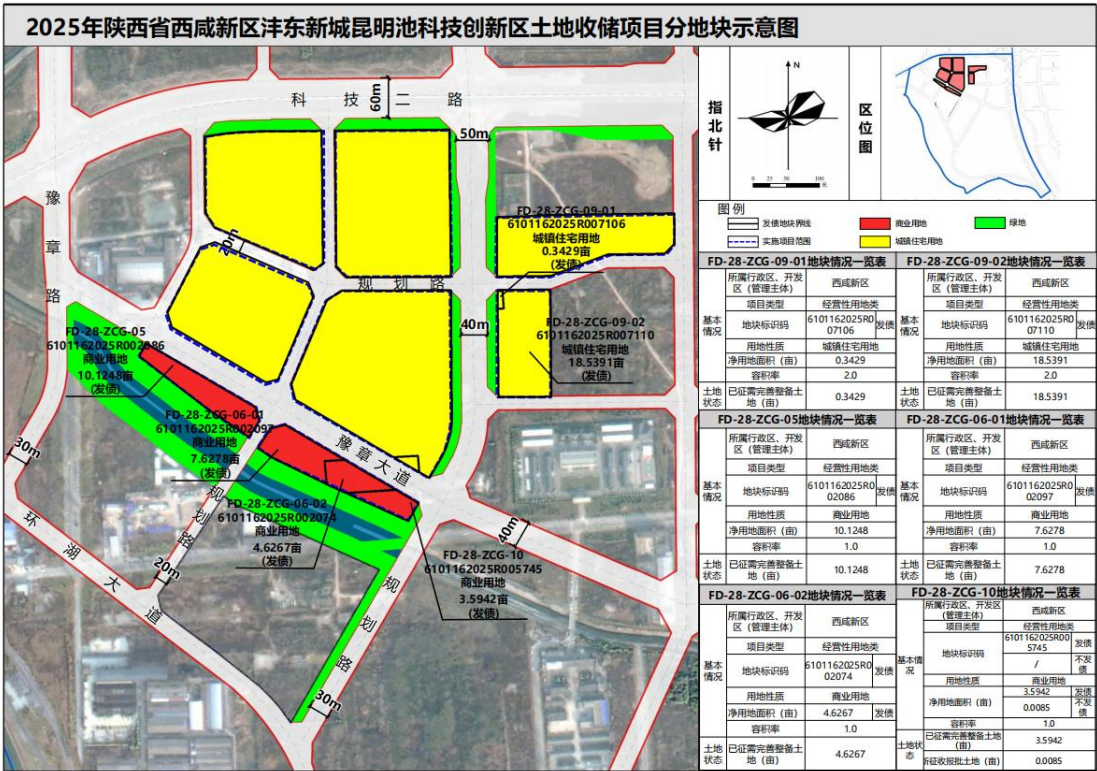 2025年陕西省西咸新区沣东新城昆明池科技创新区土地收储项目分地块示意图
科技二路
60m
50m
豫章路
20m
FD-28-ZCG-09-01
6101162025R007106
城镇住宅用地
0.3429亩
(发债)
规划路
40m
FD-28-ZCG-09-02
6101162025R007110
城镇住宅用地
18.5391亩
(发债)
FD-28-ZCG-05
6101162025R002086
商业用地
10.1248亩
(发债)
FD-28-ZCG-06-01
6101162025R002097
商业用地
7.6278亩
(发债)
豫章大道
30m
规划路
FD-28-ZCG-06-02
6101162025R002074
商业用地
4.6267亩
(发债)
40m
环湖大道
20m
FD-28-ZCG-10
6101162025R005745
商业用地
3.5942亩
(发债)
规划路
30m
指北针
N
0 25 50 100
米
区位图
图例
发债地块界线
商业用地
绿地
实施项目范围
城镇住宅用地
FD-28-ZCG-09-01地块情况一览表
基本情况
所属行政区、开发区（管理主体） 西咸新区
项目类型 经营性用地类
地块标识码 6101162025R007106 发债
用地性质 城镇住宅用地
净用地面积（亩） 0.3429
容积率 2.0
土地状态 已征需完善整备土地（亩） 0.3429
FD-28-ZCG-09-02地块情况一览表
基本情况
所属行政区、开发区（管理主体） 西咸新区
项目类型 经营性用地类
地块标识码 6101162025R007110 发债
用地性质 城镇住宅用地
净用地面积（亩） 18.5391
容积率 2.0
土地状态 已征需完善整备土地（亩） 18.5391
FD-28-ZCG-05地块情况一览表
基本情况
所属行政区、开发区（管理主体） 西咸新区
项目类型 经营性用地类
地块标识码 6101162025R002086 发债
用地性质 商业用地
净用地面积（亩） 10.1248
容积率 1.0
土地状态 已征需完善整备土地（亩） 10.1248
FD-28-ZCG-06-01地块情况一览表
基本情况
所属行政区、开发区（管理主体） 西咸新区
项目类型 经营性用地类
地块标识码 6101162025R002097 发债
用地性质 商业用地
净用地面积（亩） 7.6278
容积率 1.0
土地状态 已征需完善整备土地（亩） 7.6278
FD-28-ZCG-06-02地块情况一览表
基本情况
所属行政区、开发区（管理主体） 西咸新区
项目类型 经营性用地类
地块标识码 6101162025R002074 发债
用地性质 商业用地
净用地面积（亩） 4.6267 发债
容积率 1.0
土地状态 已征需完善整备土地（亩） 4.6267
FD-28-ZCG-10地块情况一览表
基本情况
所属行政区、开发区（管理主体） 西咸新区
项目类型 经营性用地类
地块标识码 6101162025R005745 发债
/ 不发债
用地性质 商业用地
净用地面积（亩） 3.5942 发债
0.0085 不发债
容积率 1.0
土地状态 已征需完善整备土地（亩） 3.5942
新征收报批土地（亩） 0.0085